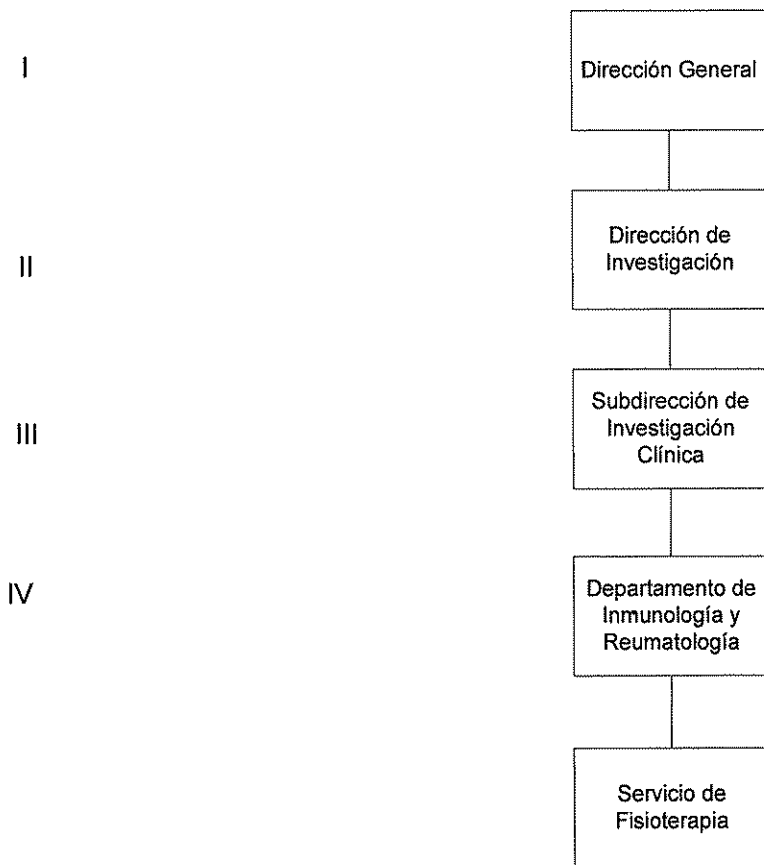 I
Dirección General
II
Dirección de
Investigación
III
Subdirección de
Investigación
Clínica
IV
Departamento de
Inmunología y
Reumatología
Servicio de
Fisioterapia